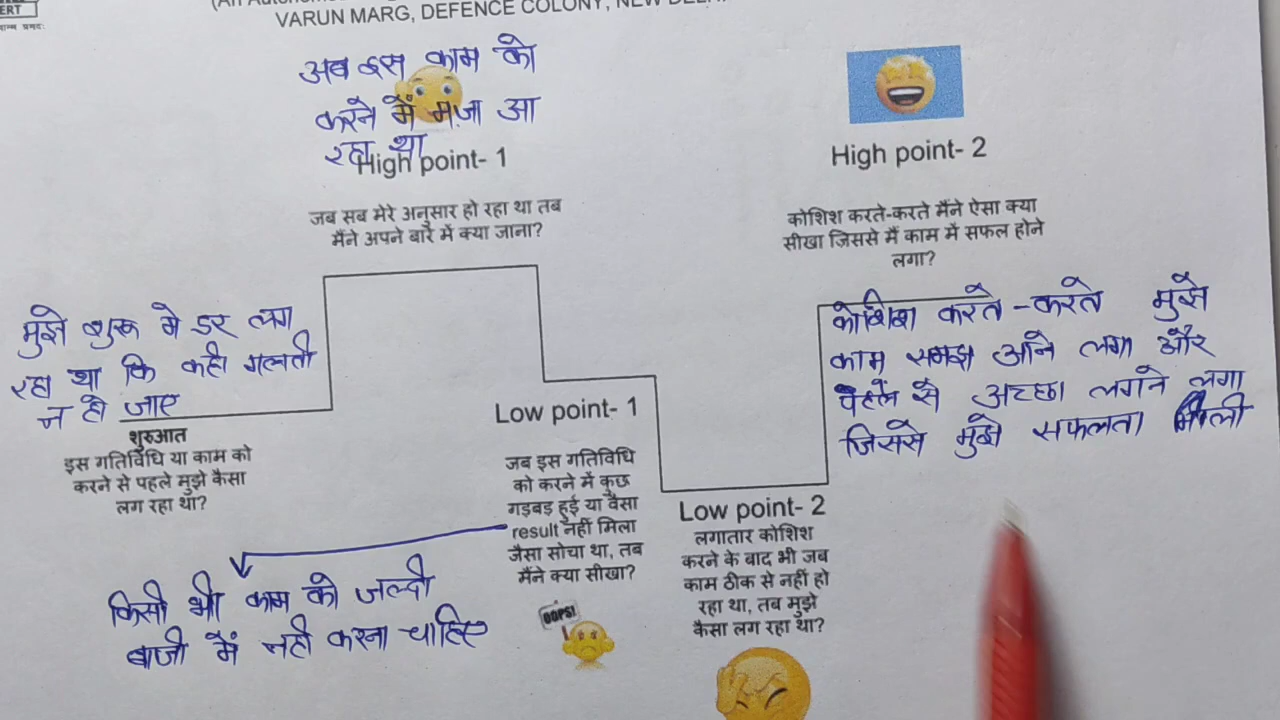 ERT
VARUN MARG, DEFENCE COLONY, NEW
अब इस काम को
करने में मज़ा आ
रहा था
High point- 1
High point- 2
जब सब मेरे अनुसार हो रहा था तब
मैंने अपने बारे में क्या जाना?
कोशिश करते-करते मैंने ऐसा क्या
सीखा जिससे मैं काम में सफल होने
लगा?
मुझे शुरू मे डर लग
रहा था कि कही गलती
न हो जाए
शुरुआत
इस गतिविधि या काम को
करने से पहले मुझे कैसा
लग रहा था?
कोशिश करते-करते मुझे
काम समझ आने लगा और
पहले से अच्छा लगने लगा
जिससे मुझे सफलता मिली
Low point- 1
जब इस गतिविधि
को करने में कुछ
गड़बड़ हुई या वैसा
result नहीं मिला
जैसा सोचा था, तब
मैंने क्या सीखा?
किसी भी काम को जल्दी
बाजी में नही करना चाहिए
OOPS!
Low point- 2
लगातार कोशिश
करने के बाद भी जब
काम ठीक से नहीं हो
रहा था, तब मुझे
कैसा लग रहा था?